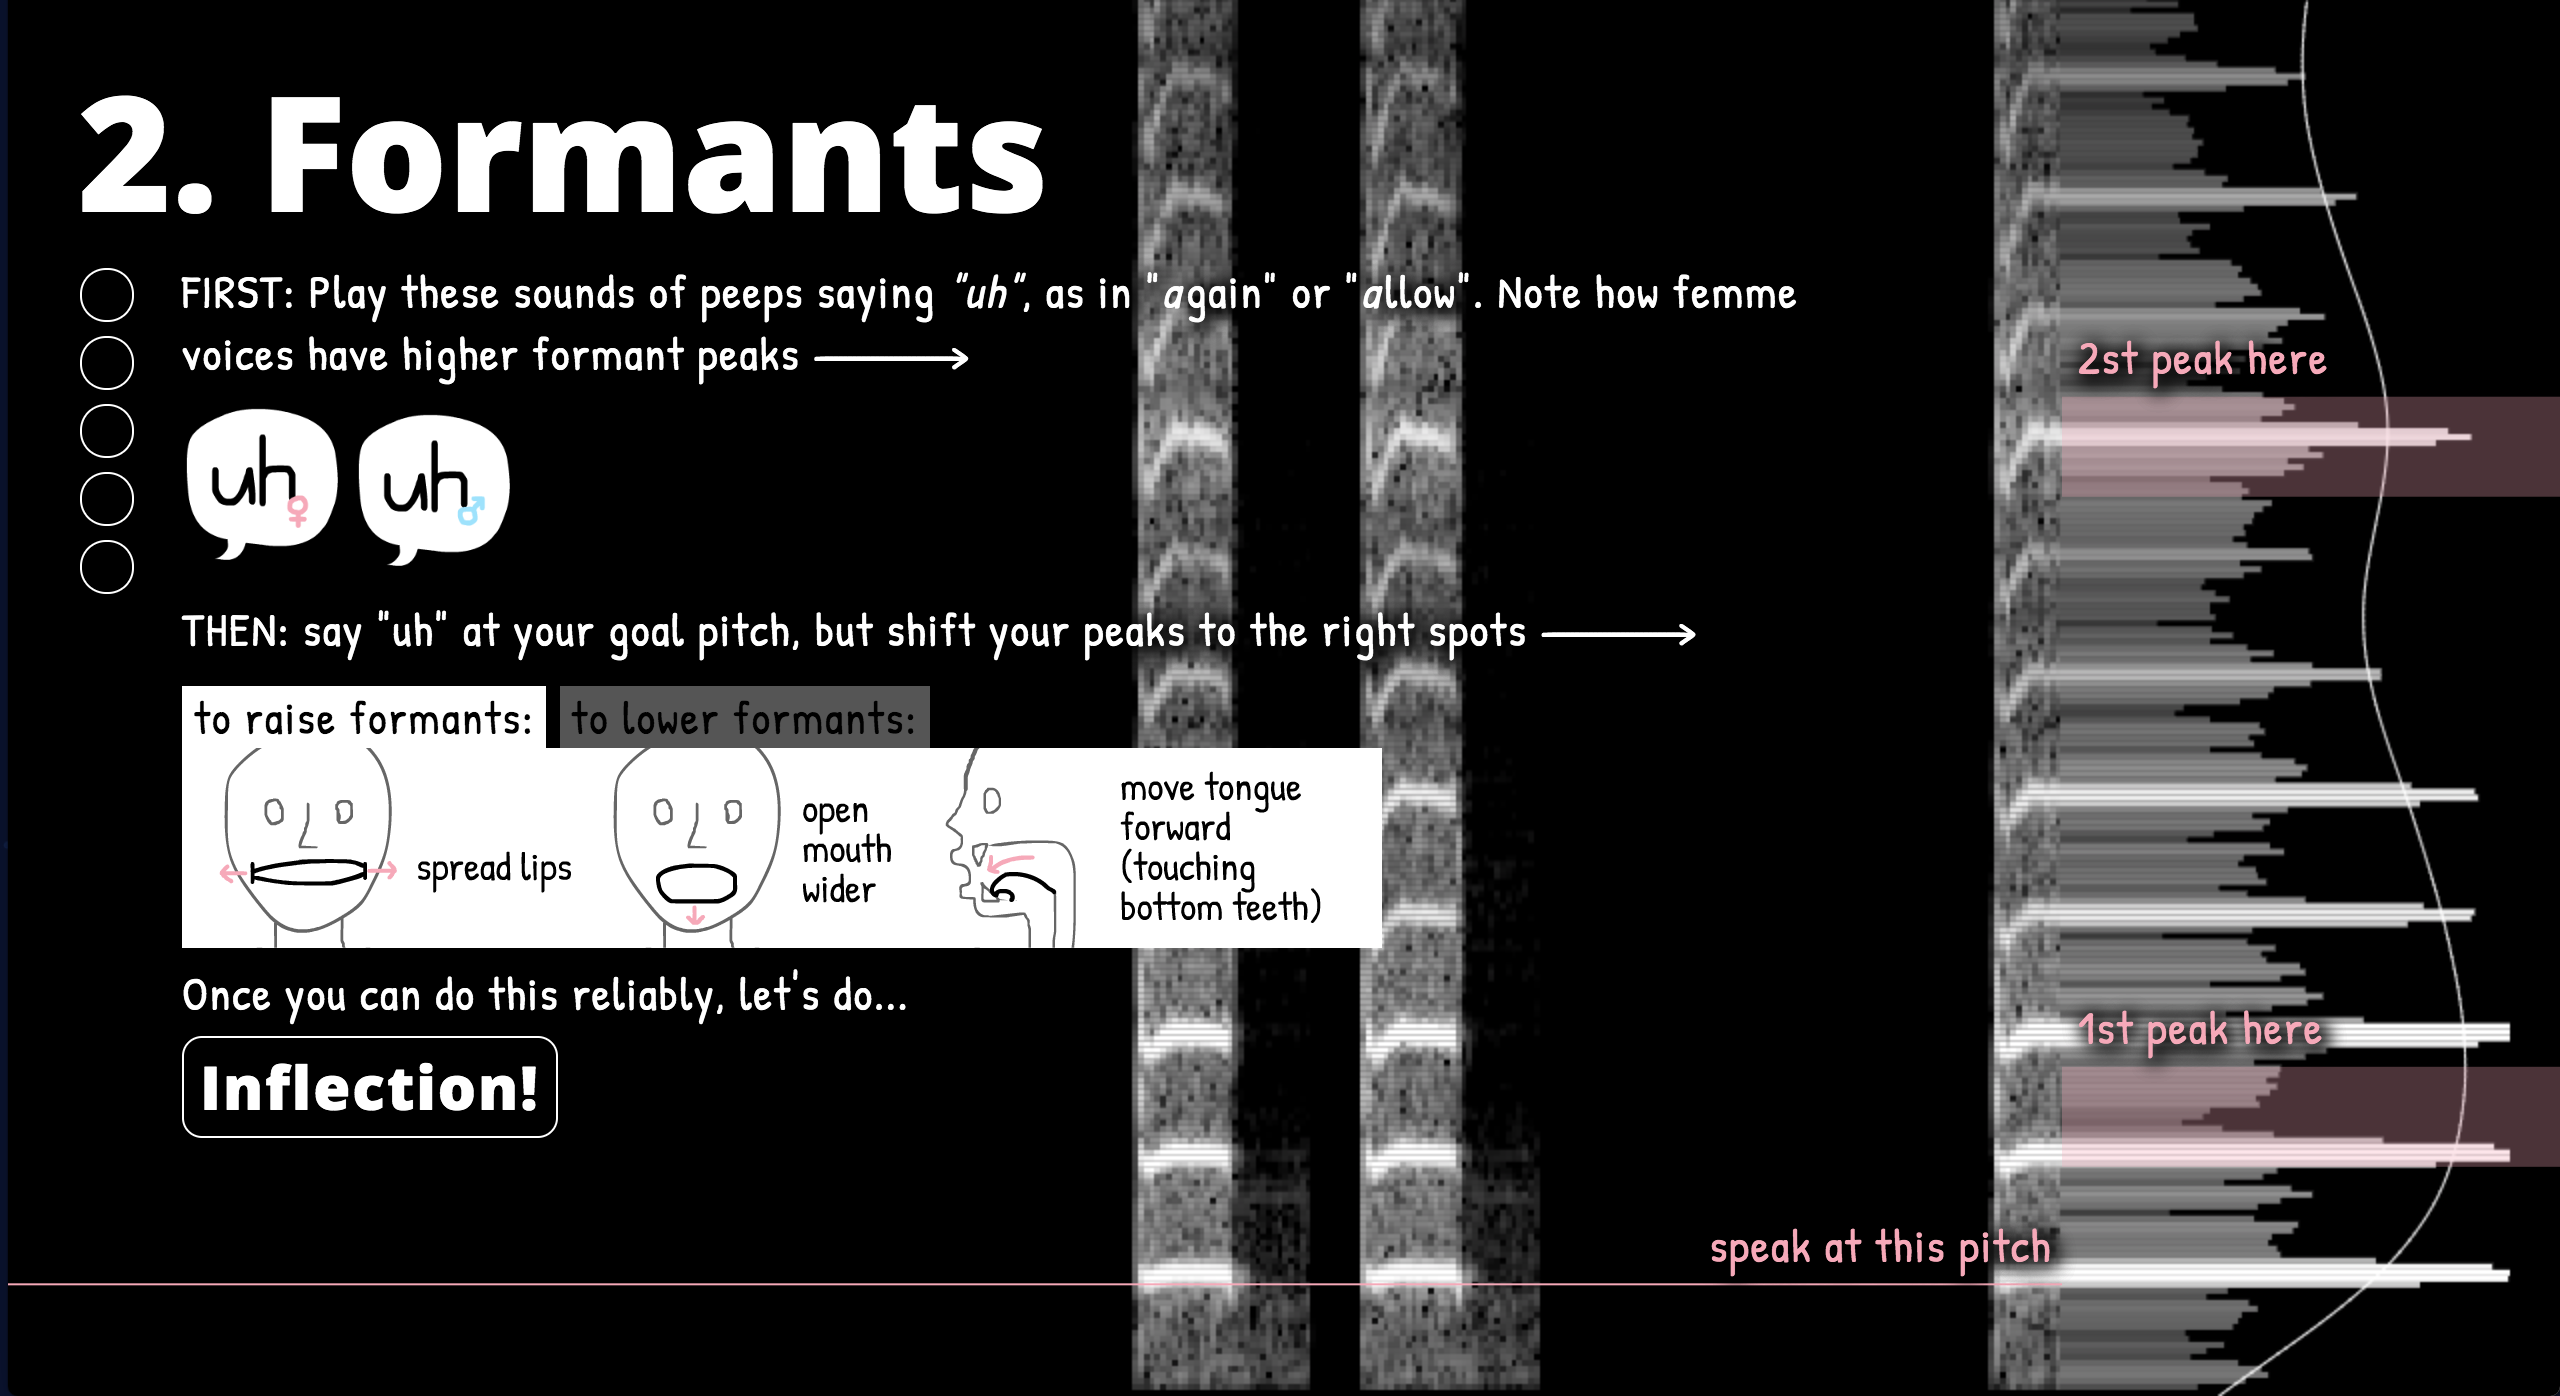 2. Formants
FIRST: Play these sounds of peeps saying "uh", as in "again" or "allow". Note how femme
voices have higher formant peaks
uh
uh
THEN: say "uh" at your goal pitch, but shift your peaks to the right spots
to raise formants:
to lower formants:
spread lips
open
mouth
wider
move tongue
forward
(touching
bottom teeth)
Once you can do this reliably, let's do...
Inflection!
2st peak here
1st peak here
speak at this pitch